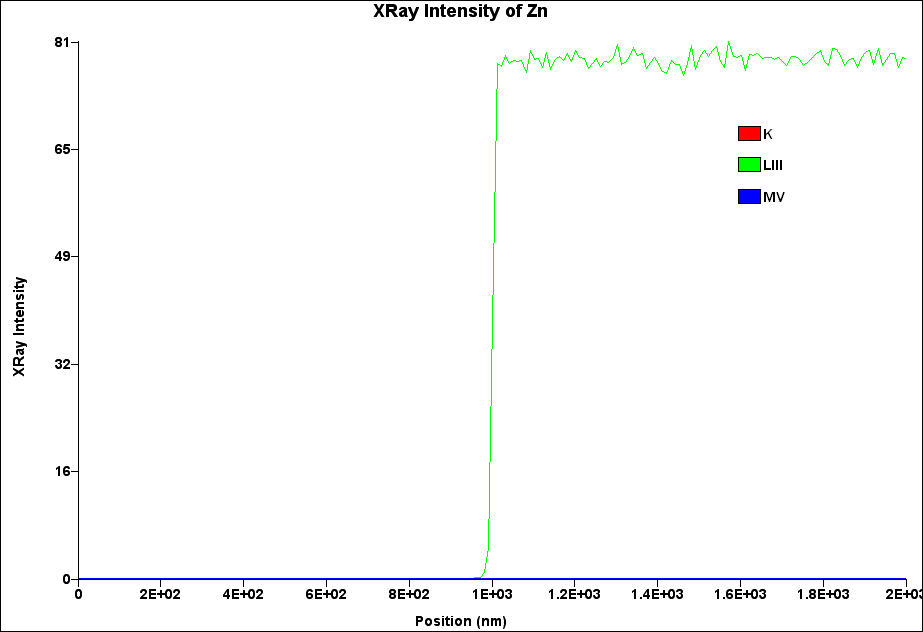 XRay Intensity of Zn
81
65
49
32
16
0
XRay Intensity
K
LIII
MV
0 2E+02 4E+02 6E+02 8E+02 1E+03 1.2E+03 1.4E+03 1.6E+03 1.8E+03 2E+03
Position (nm)